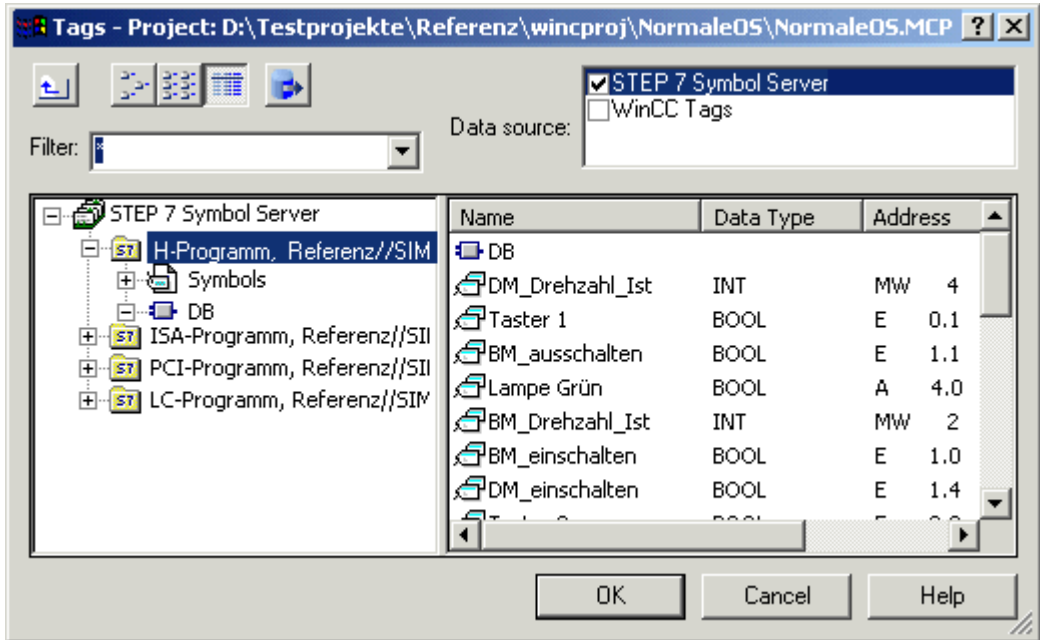 Tags - Project: D:\Testprojekte\Referenz\wincproj\NormaleOS\NormaleOS.MCP
STEP 7 Symbol Server
WinCC Tags
Data source:
Filter: *
STEP 7 Symbol Server
H-Programm, Referenz//SIM
Symbols
DB
ISA-Programm, Referenz//SII
PCI-Programm, Referenz//SII
LC-Programm, Referenz//SIM
Name Data Type Address
DB
DM_Drehzahl_Ist INT MW 4
Taster 1 BOOL E 0.1
BM_ausschalten BOOL E 1.1
Lampe Grün BOOL A 4.0
BM_Drehzahl_Ist INT MW 2
BM_einschalten BOOL E 1.0
DM_einschalten BOOL E 1.4
OK Cancel Help